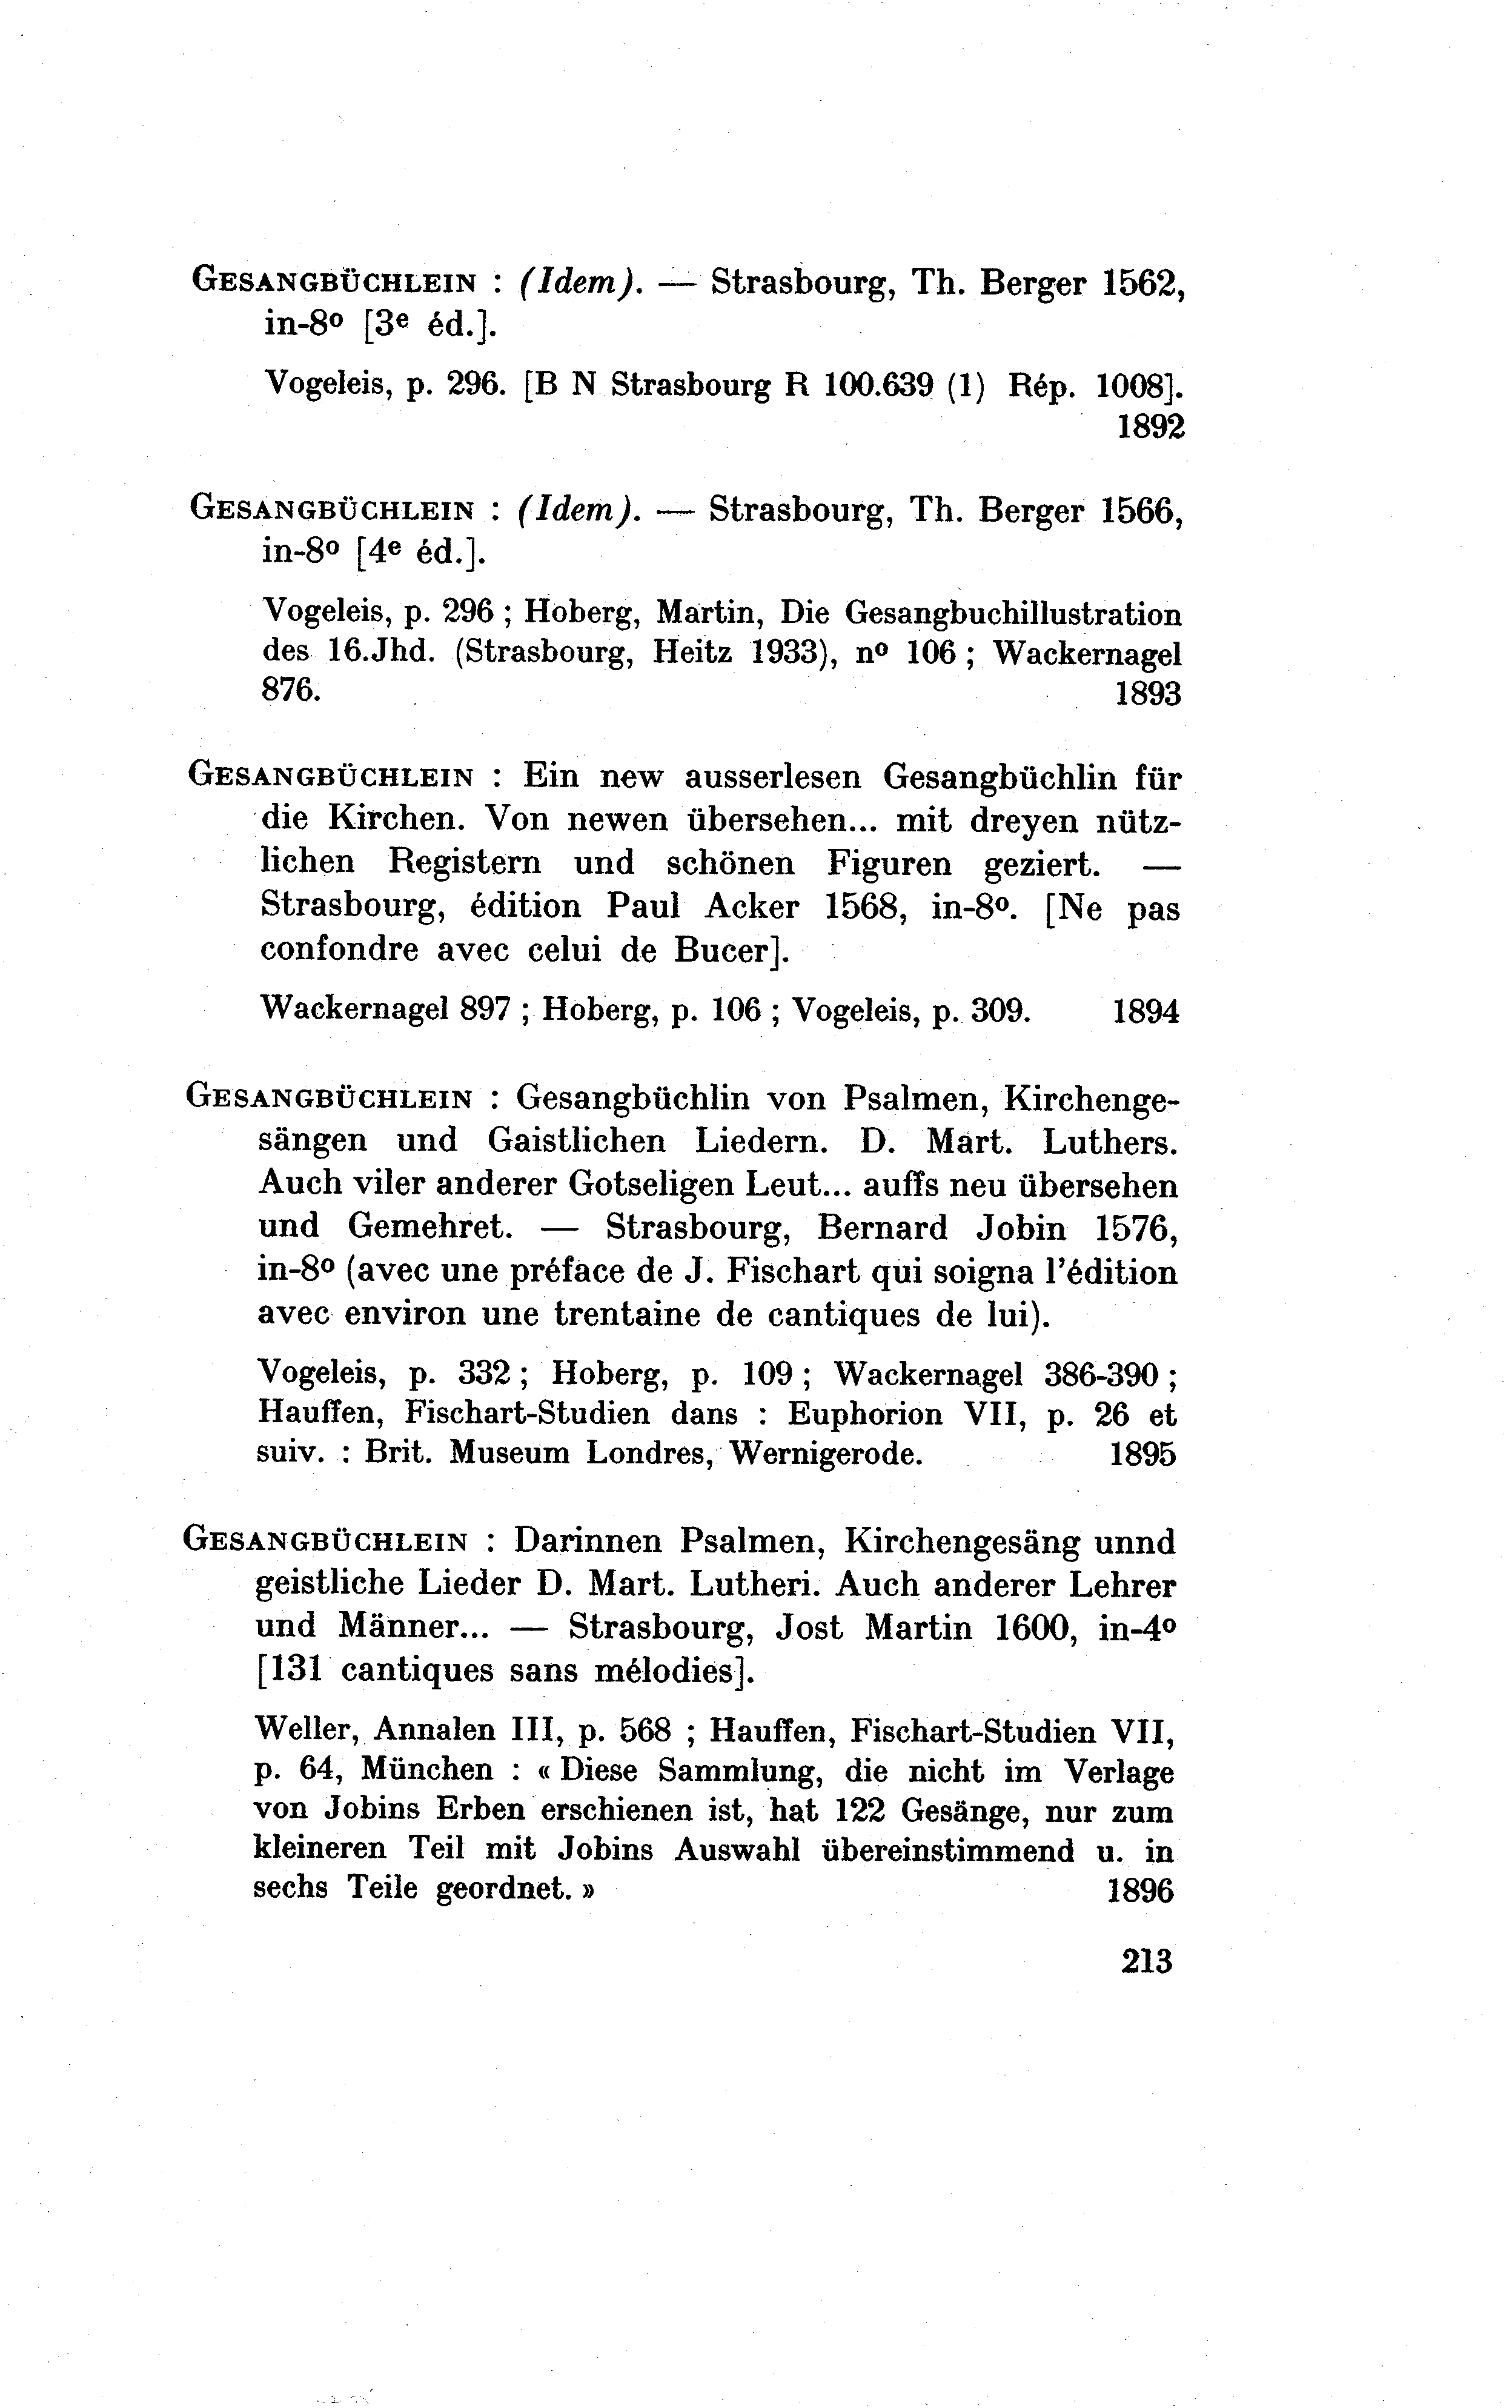 GESANGBÜCHLEIN : (Idem). — Strasbourg, Th. Berger 1562,
in-8º [3e éd.].
Vogeleis, p. 296. [B N Strasbourg R 100.639 (1) Rép. 1008].
1892
GESANGBÜCHLEIN : (Idem). — Strasbourg, Th. Berger 1566,
in-8º [4e éd.].
Vogeleis, p. 296 ; Hoberg, Martin, Die Gesangbuchillustration
des 16.Jhd. (Strasbourg, Heitz 1933), nº 106 ; Wackernagel
876. 1893
GESANGBÜCHLEIN : Ein new ausserlesen Gesangbüchlin für
die Kirchen. Von newen übersehen... mit dreyen nütz-
lichen Registern und schönen Figuren geziert. —
Strasbourg, édition Paul Acker 1568, in-8º. [Ne pas
confondre avec celui de Bucer].
Wackernagel 897 ; Hoberg, p. 106 ; Vogeleis, p. 309. 1894
GESANGBÜCHLEIN : Gesangbüchlin von Psalmen, Kirchenge-
sängen und Gaistlichen Liedern. D. Mart. Luthers.
Auch viler anderer Gotseligen Leut... auffs neu übersehen
und Gemehret. — Strasbourg, Bernard Jobin 1576,
in-8º (avec une préface de J. Fischart qui soigna l'édition
avec environ une trentaine de cantiques de lui).
Vogeleis, p. 332 ; Hoberg, p. 109 ; Wackernagel 386-390 ;
Hauffen, Fischart-Studien dans : Euphorion VII, p. 26 et
suiv. : Brit. Museum Londres, Wernigerode. 1895
GESANGBÜCHLEIN : Darinnen Psalmen, Kirchengesäng unnd
geistliche Lieder D. Mart. Lutheri. Auch anderer Lehrer
und Männer... — Strasbourg, Jost Martin 1600, in-4º
[131 cantiques sans mélodies].
Weller, Annalen III, p. 568 ; Hauffen, Fischart-Studien VII,
p. 64, München : « Diese Sammlung, die nicht im Verlage
von Jobins Erben erschienen ist, hat 122 Gesänge, nur zum
kleineren Teil mit Jobins Auswahl übereinstimmend u. in
sechs Teile geordnet. » 1896
213